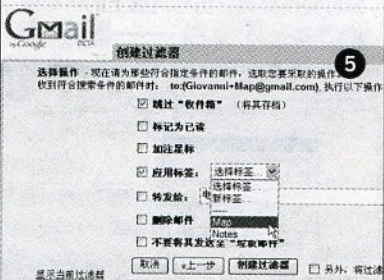 Gmail
by Google BETA
创建过滤器
5
选择操作 - 现在请为那些符合指定条件的邮件，选取您要采取的操作
收到符合搜索条件的邮件时: to:(Giovanni+Map@gmail.com), 执行以下操作
跳过“收件箱” (将其存档)
标记为已读
加注星标
应用标签: 选择标签...
选择标签...
新标签...
转发给: 电
-----
删除邮件
Map
Notes
不要将其发送至“垃圾邮件”
取消 «上一步 创建过滤器 另外，将过滤
显示当前过滤器